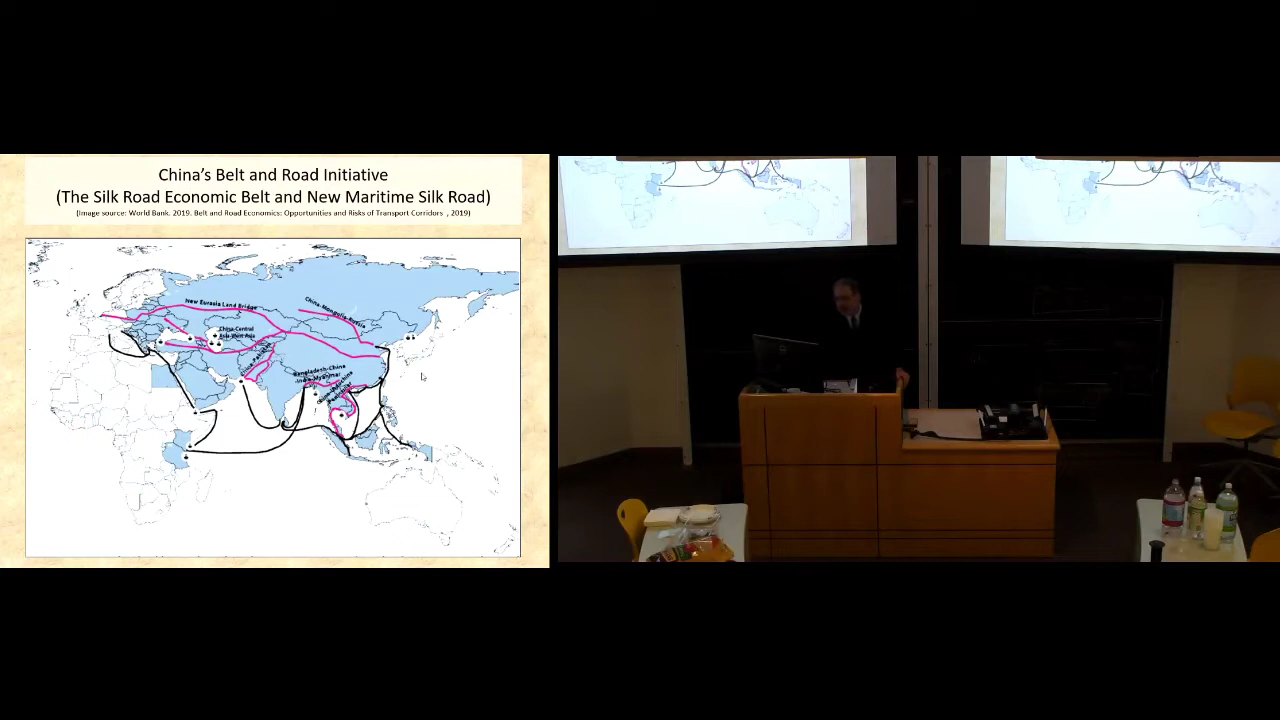 China's Belt and Road Initiative
(The Silk Road Economic Belt and New Maritime Silk Road)
(Image source: World Bank. 2019. Belt and Road Economics: Opportunities and Risks of Transport Corridors , 2019)
New Eurasia Land Bridge
China-Mongolia-Russia
China-Central
Asia-West Asia
China-Pakistan
Bangladesh-China
-India-Myanmar